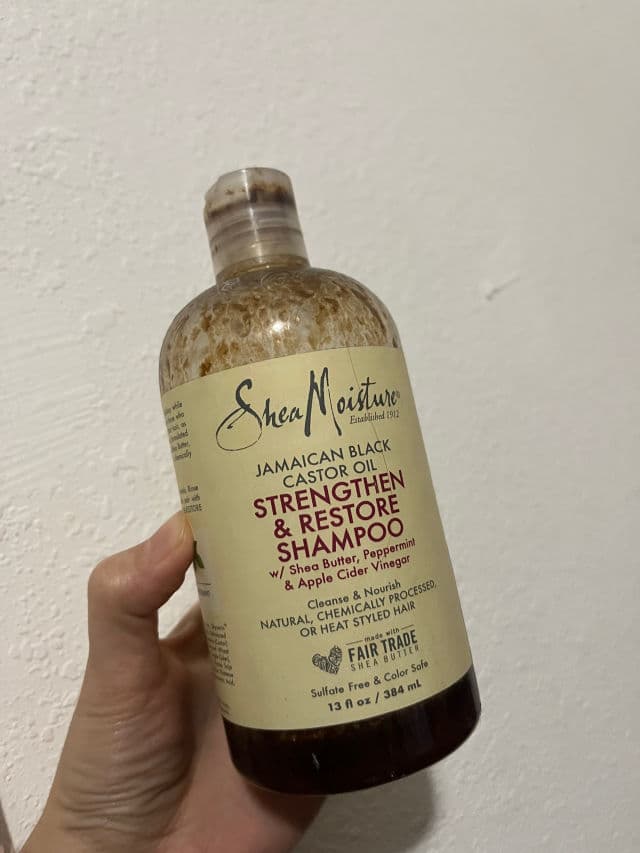 Shea Moisture®
Established 1912
JAMAICAN BLACK
CASTOR OIL
STRENGTHEN
& RESTORE
SHAMPOO
w/ Shea Butter, Peppermint
& Apple Cider Vinegar
Cleanse & Nourish
NATURAL, CHEMICALLY PROCESSED,
OR HEAT STYLED HAIR
made with
FAIR TRADE
SHEA BUTTER
Sulfate Free & Color Safe
13 fl oz / 384 mL